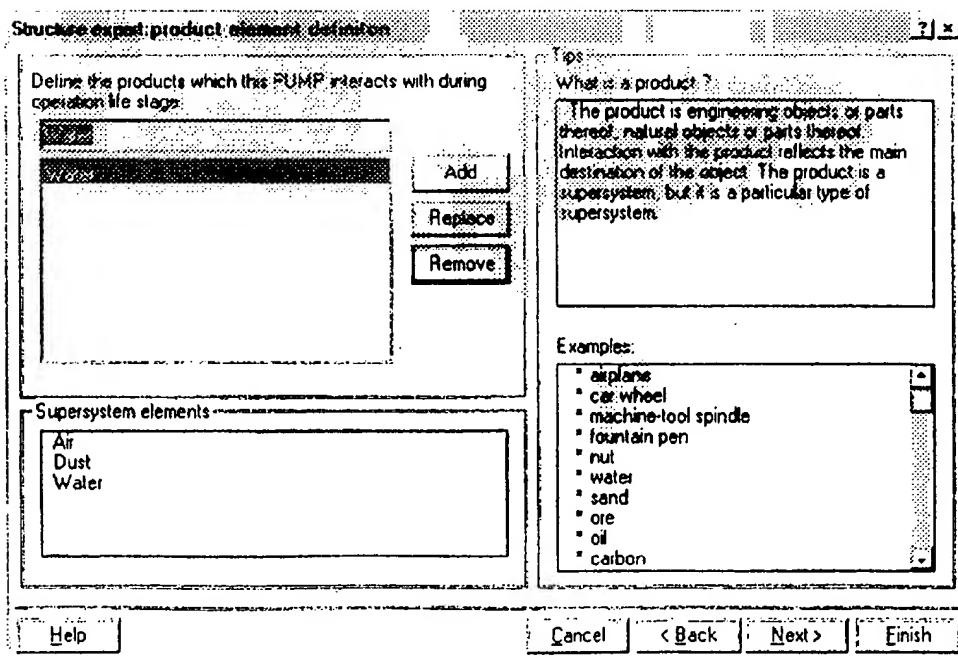 Structure expert: product element definiton
? ×
Define the products which this PUMP interacts with during
operation life stage:
Water
Add
Replace
Remove
Supersystem elements
Air
Dust
Water
Tips
What is a product ?
The product is engineering objects or parts
thereof, natural objects or parts thereof.
Interaction with the product reflects the main
destination of the object. The product is a
supersystem, but it is a particular type of
supersystem.
Examples:
* airplane
* car wheel
* machine-tool spindle
* fountain pen
* nut
* water
* sand
* ore
* oil
* carbon
Help
Cancel
< Back
Next >
Finish